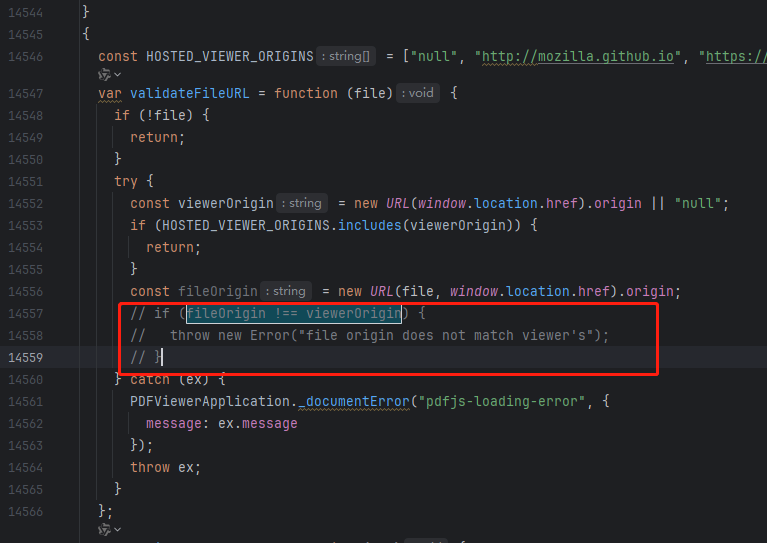 14544 }
14545 {
14546 const HOSTED_VIEWER_ORIGINS : string[] = ["null", "http://mozilla.github.io", "https://
14547 var validateFileURL = function (file) : void {
14548 if (!file) {
14549 return;
14550 }
14551 try {
14552 const viewerOrigin : string = new URL(window.location.href).origin || "null";
14553 if (HOSTED_VIEWER_ORIGINS.includes(viewerOrigin)) {
14554 return;
14555 }
14556 const fileOrigin : string = new URL(file, window.location.href).origin;
14557 // if (fileOrigin !== viewerOrigin) {
14558 // throw new Error("file origin does not match viewer's");
14559 // }
14560 } catch (ex) {
14561 PDFViewerApplication._documentError("pdfjs-loading-error", {
14562 message: ex.message
14563 });
14564 throw ex;
14565 }
14566 };